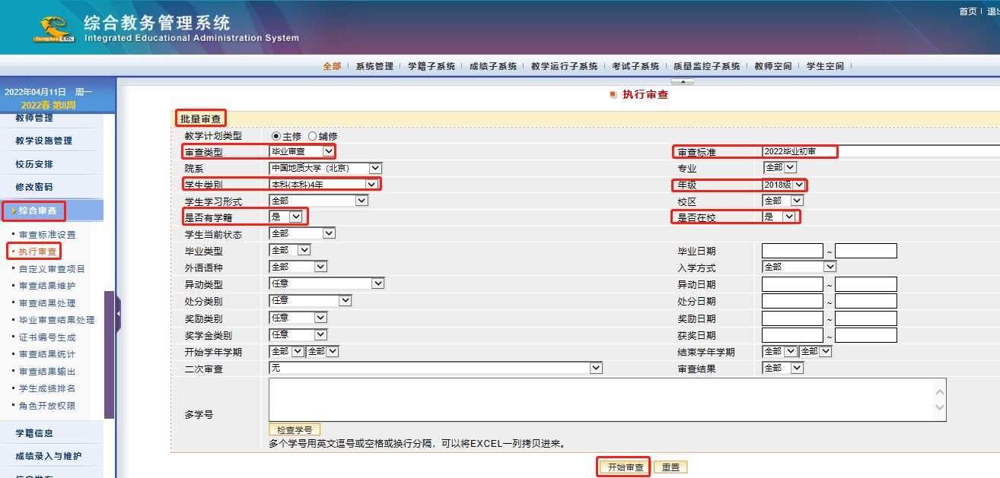 首页 | 退出
综合教务管理系统
Integrated Educational Administration System
Tsinghua EOL
全部 | 系统管理 | 学籍子系统 | 成绩子系统 | 教学运行子系统 | 考试子系统 | 质量监控子系统 | 教师空间 | 学生空间 |
2022年04月11日 周一
2022春 第8周
教师管理
教学设施管理
校历安排
修改密码
综合审查
审查标准设置
执行审查
自定义审查项目
审查结果维护
审查结果处理
毕业审查结果处理
证书编号生成
审查结果统计
审查结果输出
学生成绩排名
角色开放权限
学籍信息
成绩录入与维护
执行审查
批量审查
教学计划类型 主修 辅修
审查类型 毕业审查 审查标准 2022毕业初审
院系 中国地质大学（北京） 专业 全部
学生类别 本科(本科)4年 年级 2018级
学生学习形式 全部 校区 全部
是否有学籍 是 是否在校 是
学生当前状态 全部
毕业类型 全部 毕业日期 ~
外语语种 全部 入学方式 全部
异动类型 任意 异动日期 ~
处分类别 任意 处分日期 ~
奖励类别 任意 奖励日期 ~
奖学金类别 任意 获奖日期 ~
开始学年学期 全部 全部 结束学年学期 全部 全部
二次审查 无 审查结果 全部
多学号
检查学号
多个学号用英文逗号或空格或换行分隔，可以将EXCEL一列拷贝进来。
开始审查 重置